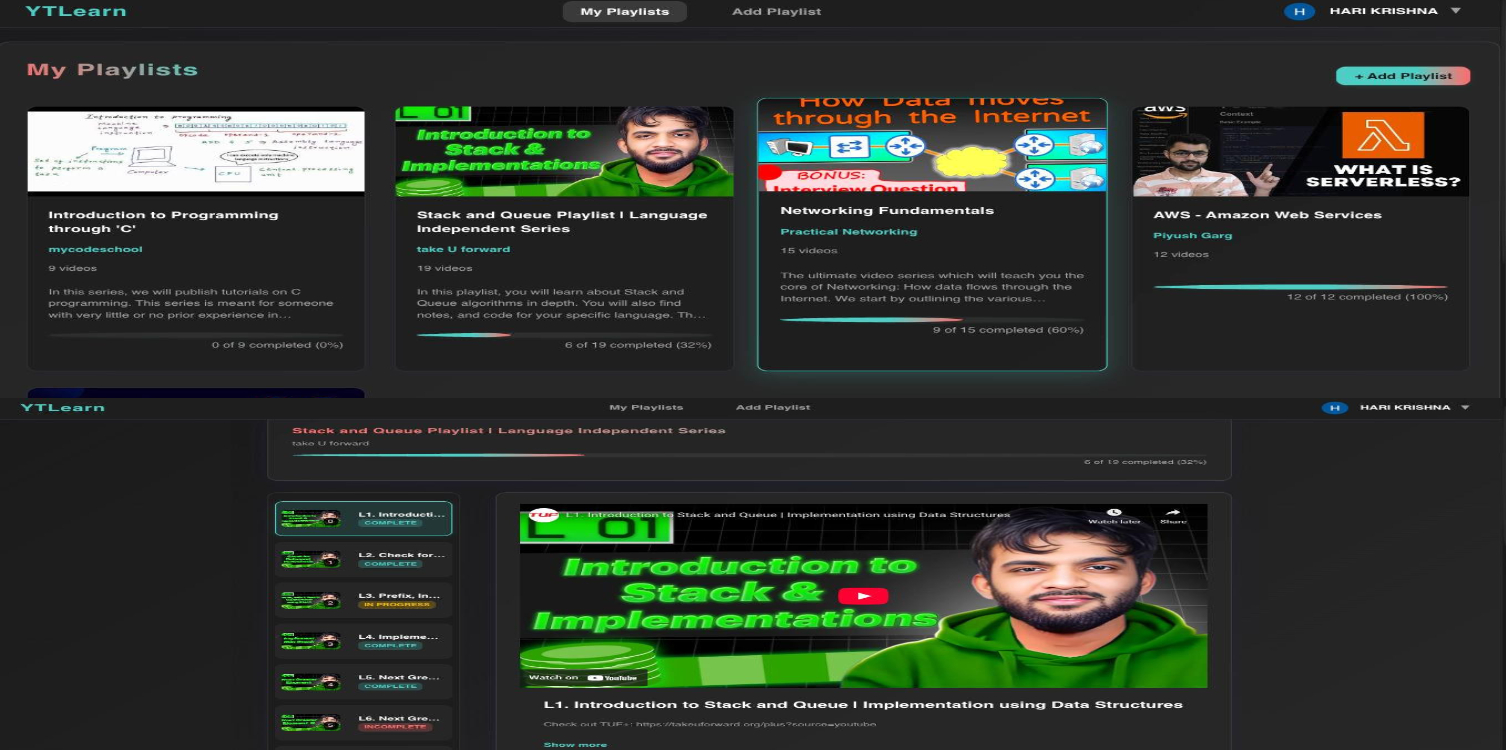 YTLearn
My Playlists
Add Playlist
H
HARI KRISHNA
My Playlists
+ Add Playlist
Introduction to programming
Program
Computer
CPU
Introduction to Programming
through 'C'
mycodeschool
9 videos
In this series, we will publish tutorials on C
programming. This series is meant for someone
with very little or no prior experience in...
0 of 9 completed (0%)
L 01
Introduction to
Stack &
Implementations
Stack and Queue Playlist | Language
Independent Series
take U forward
19 videos
In this playlist, you will learn about Stack and
Queue algorithms in depth. You will also find
notes, and code for your specific language. Th...
6 of 19 completed (32%)
How Data moves
through the Internet
BONUS:
Interview Question
Networking Fundamentals
Practical Networking
15 videos
The ultimate video series which will teach you the
core of Networking: How data flows through the
Internet. We start by outlining the various...
9 of 15 completed (60%)
aws
Context
WHAT IS
SERVERLESS?
AWS - Amazon Web Services
Piyush Garg
12 videos
12 of 12 completed (100%)
YTLearn
My Playlists
Add Playlist
H
HARI KRISHNA
Stack and Queue Playlist | Language Independent Series
take U forward
6 of 19 completed (32%)
L1. Introducti...
COMPLETE
L2. Check for...
COMPLETE
L3. Prefix, In...
IN PROGRESS
L4. Impleme...
COMPLETE
L5. Next Gre...
COMPLETE
L6. Next Gre...
INCOMPLETE
TUF
L1. Introduction to Stack and Queue | Implementation using Data Structures
Watch later
Share
L 01
Introduction to
Stack &
Implementations
Watch on YouTube
L1. Introduction to Stack and Queue | Implementation using Data Structures
Check out TUF+: https://takeuforward.org/plus?source=youtube
Show more